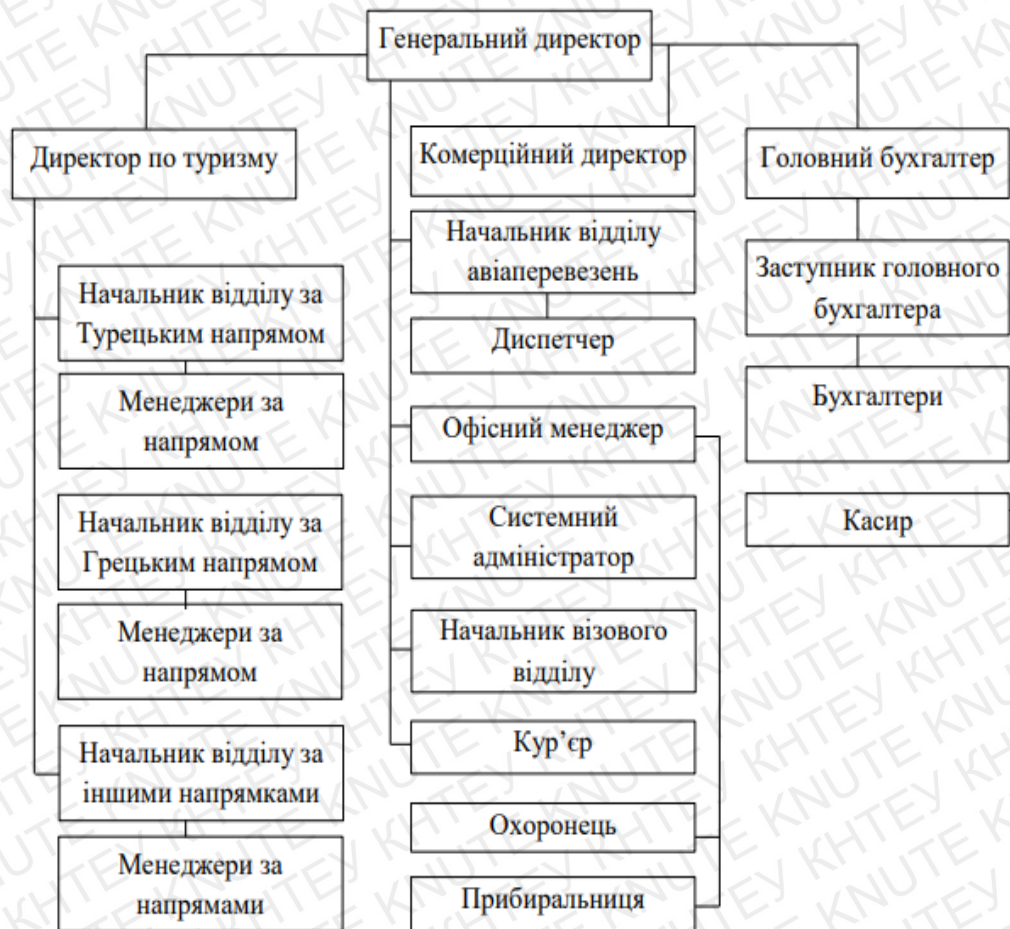 Генеральний директор
Директор по туризму
Начальник відділу за
Турецьким напрямом
Менеджери за
напрямом
Начальник відділу за
Грецьким напрямом
Менеджери за
напрямом
Начальник відділу за
іншими напрямками
Менеджери за
напрямами
Комерційний директор
Начальник відділу
авіаперевезень
Диспетчер
Офісний менеджер
Системний
адміністратор
Начальник візового
відділу
Кур’єр
Охоронець
Прибиральниця
Головний бухгалтер
Заступник головного
бухгалтера
Бухгалтери
Касир
KNUTE КНТЕУ